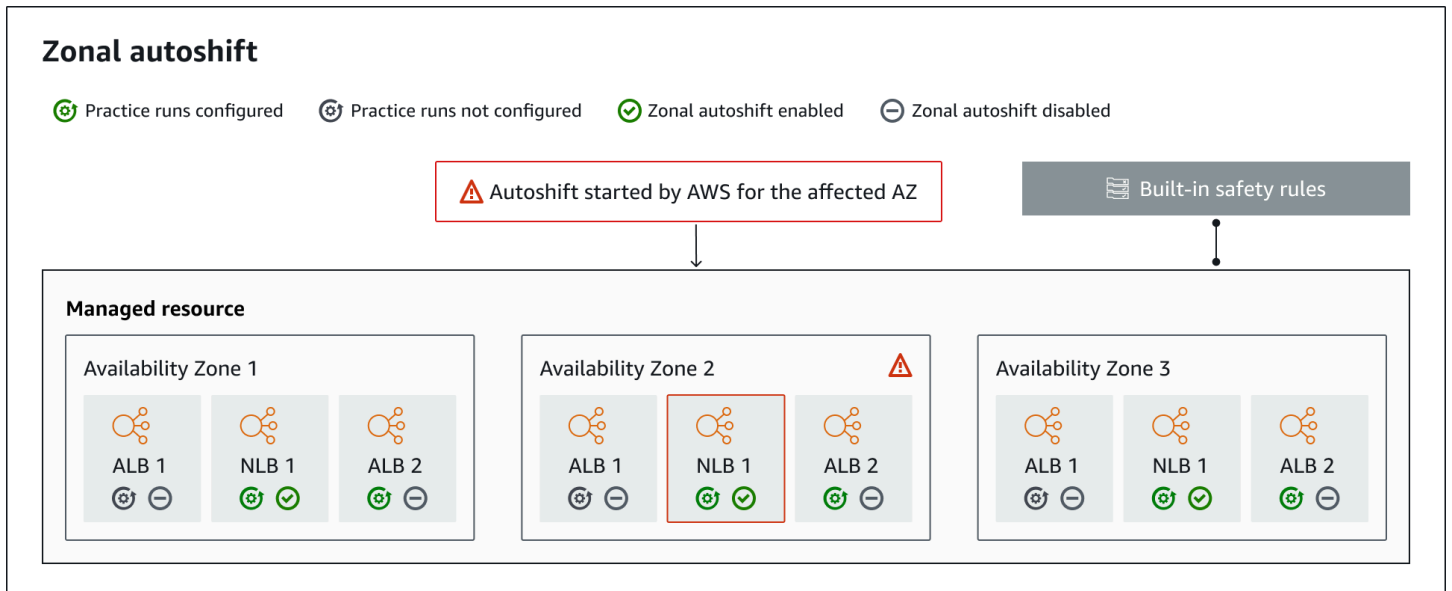 Zonal autoshift
Practice runs configured
Practice runs not configured
Zonal autoshift enabled
Zonal autoshift disabled
Autoshift started by AWS for the affected AZ
Built-in safety rules
Managed resource
Availability Zone 1
ALB 1
NLB 1
ALB 2
Availability Zone 2
ALB 1
NLB 1
ALB 2
Availability Zone 3
ALB 1
NLB 1
ALB 2